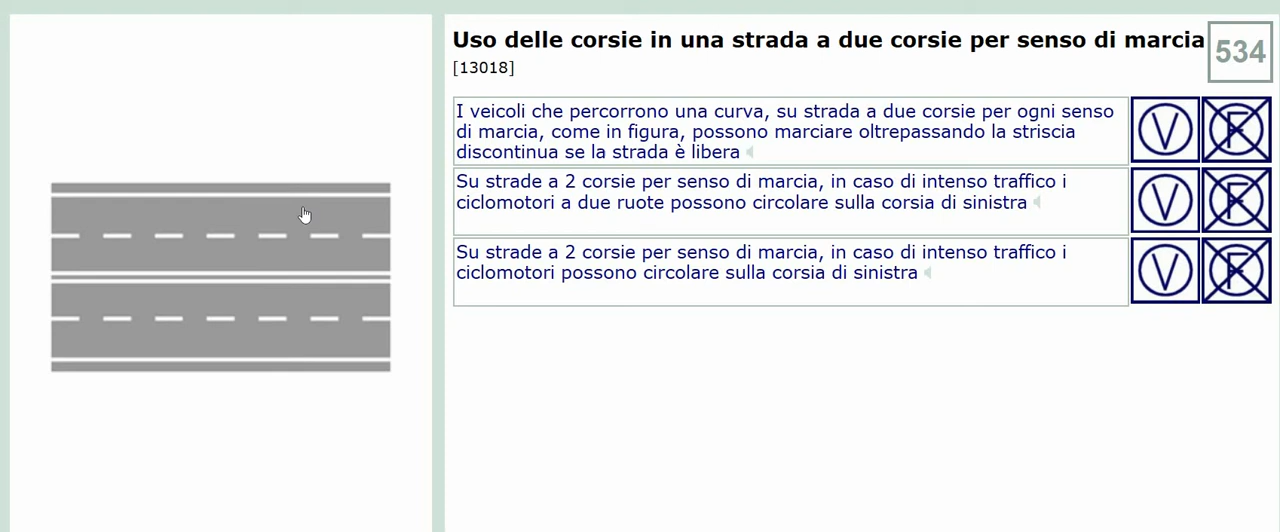 Uso delle corsie in una strada a due corsie per senso di marcia
534
[13018]
I veicoli che percorrono una curva, su strada a due corsie per ogni senso
di marcia, come in figura, possono marciare oltrepassando la striscia
discontinua se la strada è libera
V F
Su strade a 2 corsie per senso di marcia, in caso di intenso traffico i
ciclomotori a due ruote possono circolare sulla corsia di sinistra
V F
Su strade a 2 corsie per senso di marcia, in caso di intenso traffico i
ciclomotori possono circolare sulla corsia di sinistra
V F